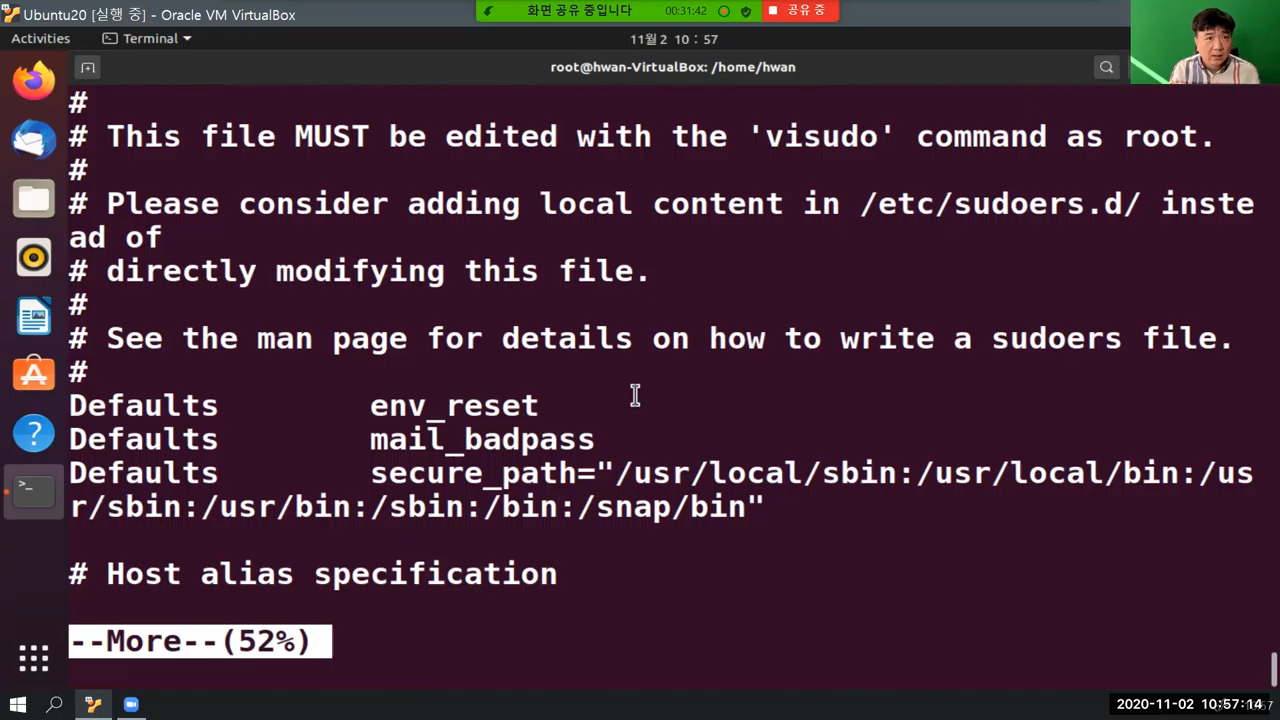 Ubuntu20 [실행 중] - Oracle VM VirtualBox
화면 공유 중입니다
00:31:42
공유 중
Activities
Terminal
11월 2 10 : 57
root@hwan-VirtualBox: /home/hwan
#
# This file MUST be edited with the 'visudo' command as root.
#
# Please consider adding local content in /etc/sudoers.d/ inste
ad of
# directly modifying this file.
#
# See the man page for details on how to write a sudoers file.
#
Defaults env_reset
Defaults mail_badpass
Defaults secure_path="/usr/local/sbin:/usr/local/bin:/us
r/sbin:/usr/bin:/sbin:/bin:/snap/bin"
# Host alias specification
--More--(52%)
2020-11-02 10:57:14